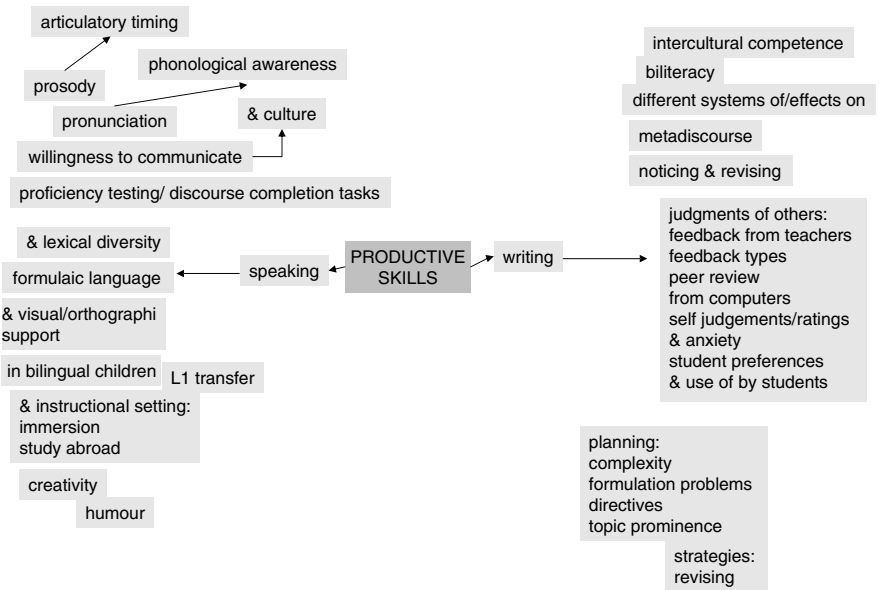 articulatory timing
phonological awareness
prosody
pronunciation
& culture
willingness to communicate
proficiency testing/ discourse completion tasks
& lexical diversity
formulaic language
speaking
& visual/orthographi
support
in bilingual children
L1 transfer
& instructional setting:
immersion
study abroad
creativity
humour
PRODUCTIVE
SKILLS
writing
intercultural competence
biliteracy
different systems of/effects on
metadiscourse
noticing & revising
judgments of others:
feedback from teachers
feedback types
peer review
from computers
self judgements/ratings
& anxiety
student preferences
& use of by students
planning:
complexity
formulation problems
directives
topic prominence
strategies:
revising